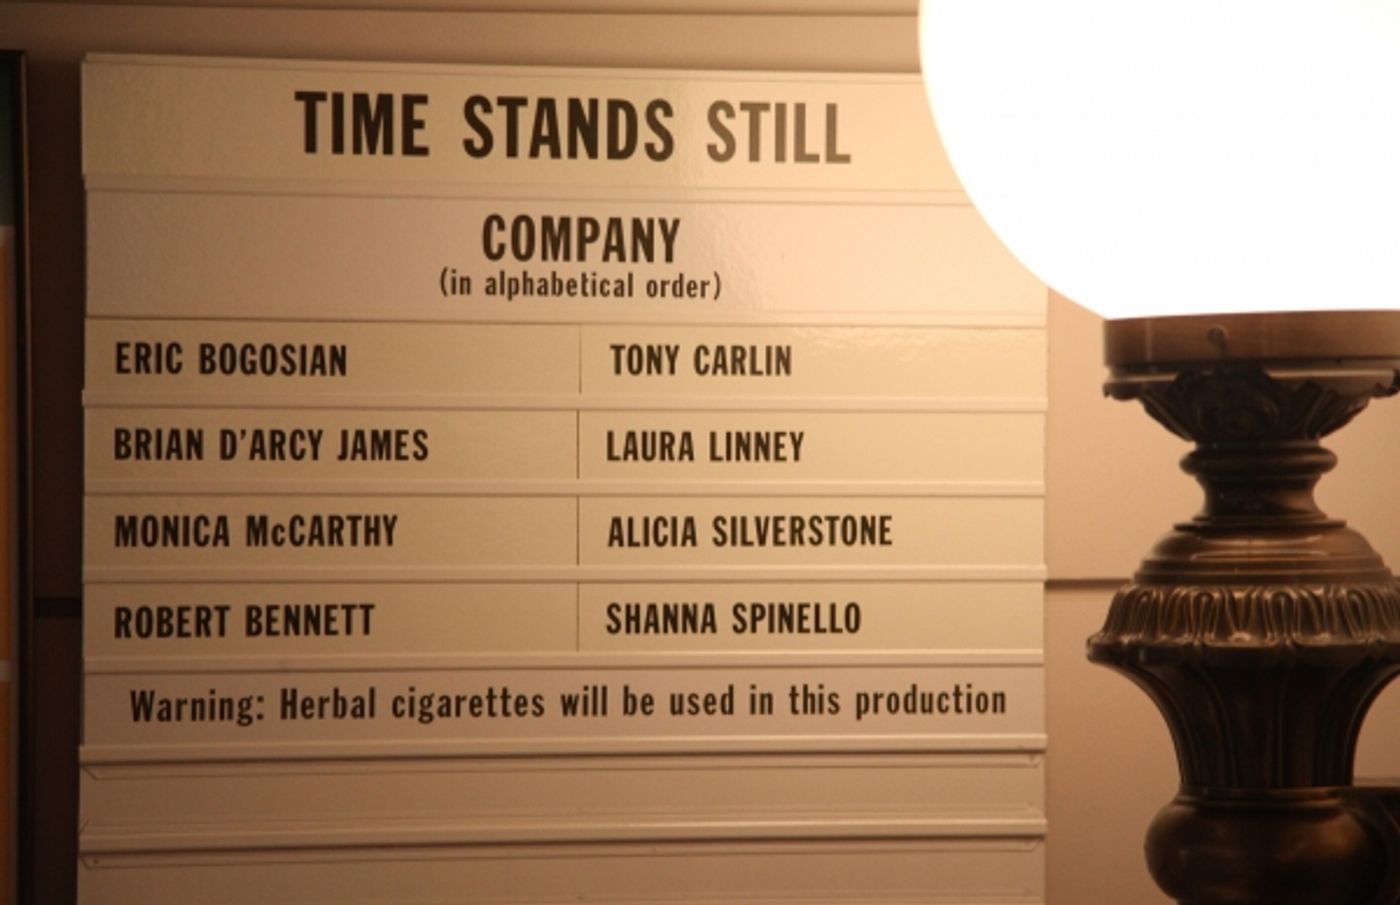 TIME STANDS STILL
COMPANY
(in alphabetical order)
ERIC BOGOSIAN TONY CARLIN
BRIAN D'ARCY JAMES LAURA LINNEY
MONICA McCARTHY ALICIA SILVERSTONE
ROBERT BENNETT SHANNA SPINELLO
Warning: Herbal cigarettes will be used in this production